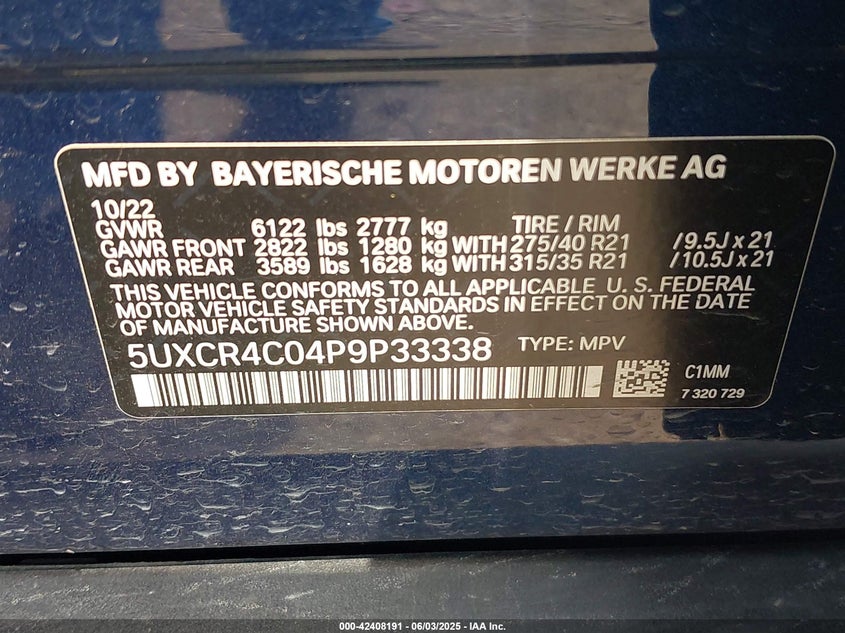 MFD BY BAYERISCHE MOTOREN WERKE AG
10/22
GVWR 6122 lbs 2777 kg TIRE / RIM
GAWR FRONT 2822 lbs 1280 kg WITH 275/40 R21 / 9.5J x 21
GAWR REAR 3589 lbs 1628 kg WITH 315/35 R21 / 10.5J x 21
THIS VEHICLE CONFORMS TO ALL APPLICABLE U. S. FEDERAL
MOTOR VEHICLE SAFETY STANDARDS IN EFFECT ON THE DATE
OF MANUFACTURE SHOWN ABOVE.
5UXCR4C04P9P33338 TYPE: MPV
C1MM
7 320 729
000-42408191 - 06/03/2025 - IAA Inc.